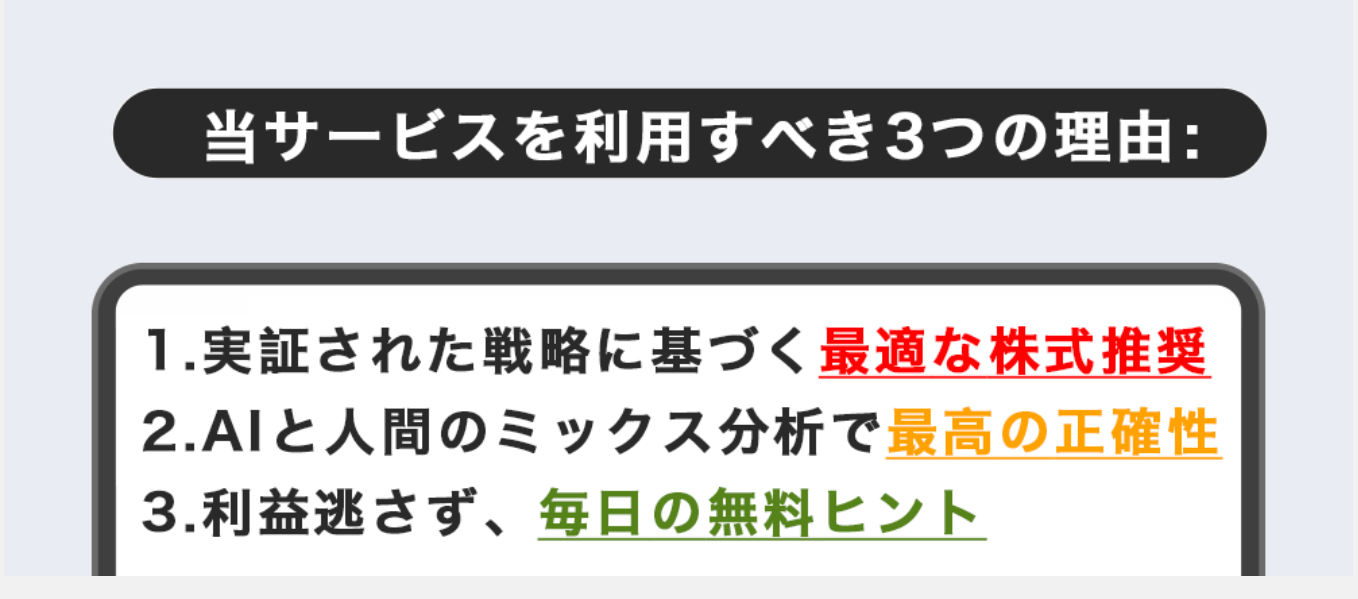 当サービスを利用すべき3つの理由:
1.実証された戦略に基づく最適な株式推奨
2.AIと人間のミックス分析で最高の正確性
3.利益逃さず、毎日の無料ヒント